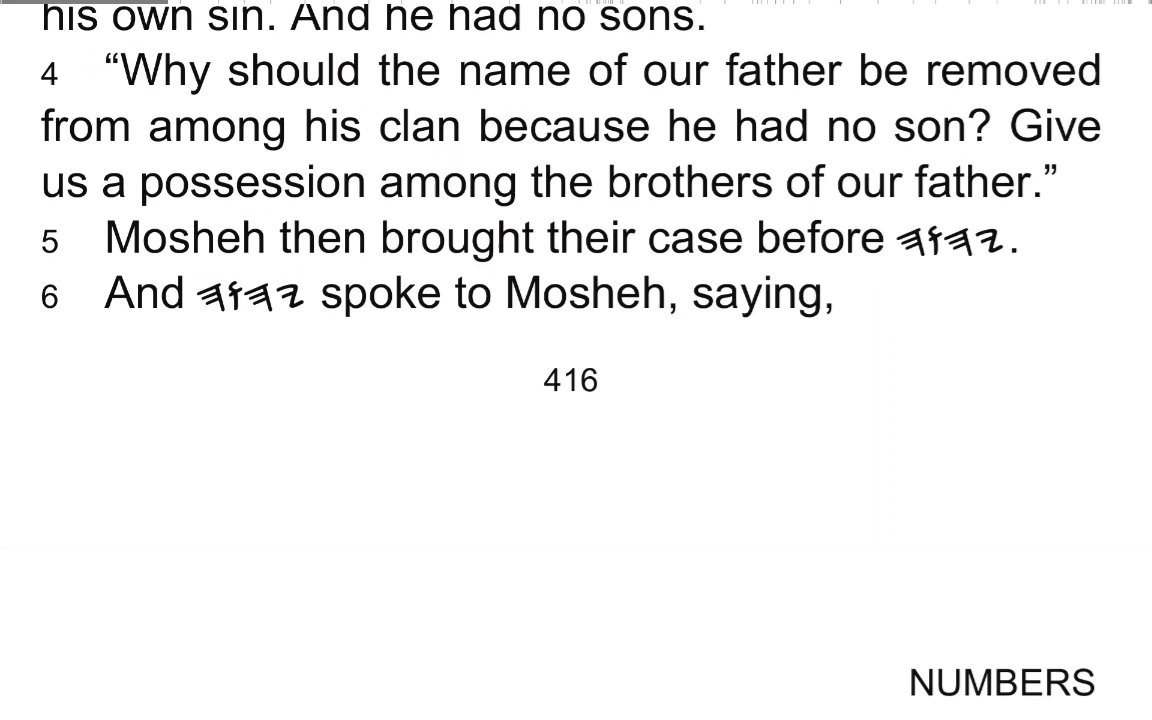 his own sin. And he had no sons.
4 “Why should the name of our father be removed
from among his clan because he had no son? Give
us a possession among the brothers of our father.”
5 Mosheh then brought their case before 𐤉𐤄𐤅𐤄.
6 And 𐤉𐤄𐤅𐤄 spoke to Mosheh, saying,
416
NUMBERS